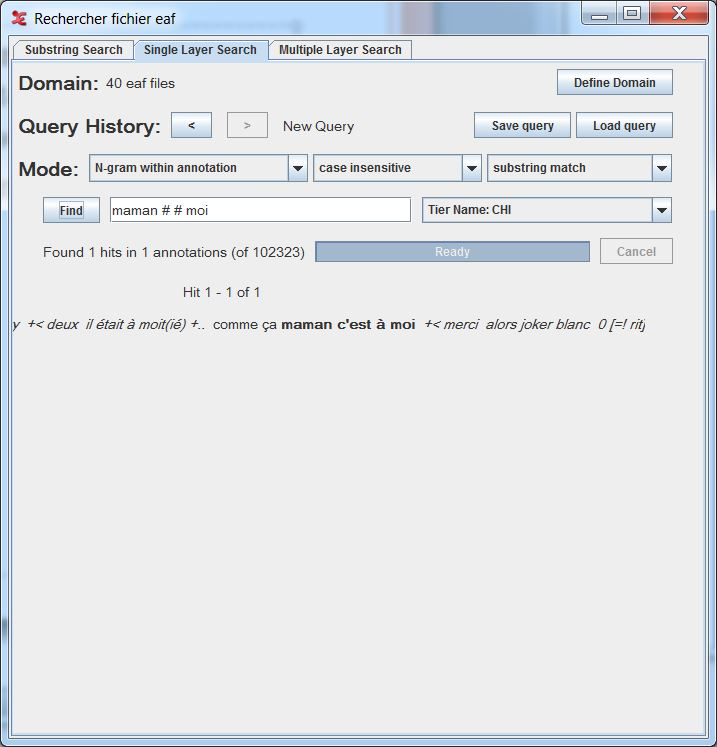 Rechercher fichier eaf
Substring Search Single Layer Search Multiple Layer Search
Domain: 40 eaf files Define Domain
Query History: < > New Query Save query Load query
Mode: N-gram within annotation case insensitive substring match
Find maman # # moi Tier Name: CHI
Found 1 hits in 1 annotations (of 102323) Ready Cancel
Hit 1 - 1 of 1
y +< deux il était à moit(ié) +.. comme ça maman c'est à moi +< merci alors joker blanc 0 [=! rit]